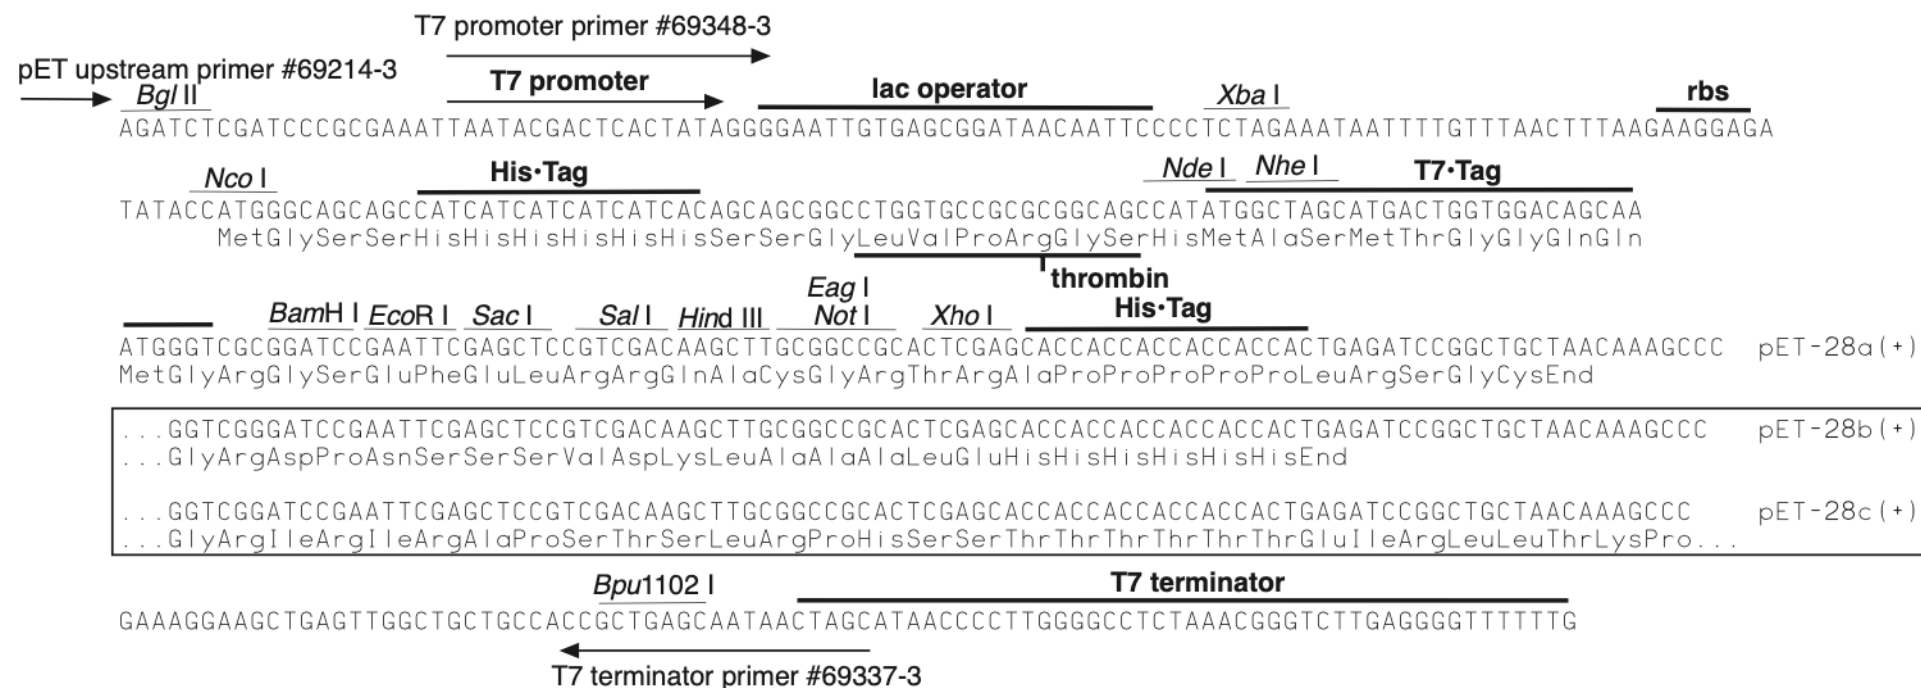 T7 promoter primer #69348-3
pET upstream primer #69214-3
Bgl II
T7 promoter
lac operator
Xba I
rbs
AGATCTCGATCCCGCGAAATTAATACGACTCACTATAGGGGAATTGTGAGCGGATAACAATTCCCCTCTAGAAATAATTTTGTTTAACTTTAAGAAGGAGA
Nco I
His•Tag
Nde I
Nhe I
T7•Tag
TATACCATGGGCAGCAGCCATCATCATCATCATCACAGCAGCGGCCTGGTGCCGCGCGGCAGCCATATGGCTAGCATGACTGGTGGACAGCAA
MetGlySerSerHisHisHisHisHisHisSerSerGlyLeuValProArgGlySerHisMetAlaSerMetThrGlyGlyGlnGln
thrombin
BamH I
EcoR I
Sac I
Sal I
Hind III
Eag I
Not I
Xho I
His•Tag
ATGGGTCGCGGATCCGAATTCGAGCTCCGTCGACAAGCTTGCGGCCGCACTCGAGCACCACCACCACCACCACTGAGATCCGGCTGCTAACAAAGCCC pET-28a(+)
MetGlyArgGlySerGluPheGluLeuArgArgGlnAlaCysGlyArgThrArgAlaProProProProProLeuArgSerGlyCysEnd
...GGTCGGGATCCGAATTCGAGCTCCGTCGACAAGCTTGCGGCCGCACTCGAGCACCACCACCACCACCACTGAGATCCGGCTGCTAACAAAGCCC pET-28b(+)
...GlyArgAspProAsnSerSerSerValAspLysLeuAlaAlaAlaLeuGluHisHisHisHisHisHisEnd
...GGTCGGATCCGAATTCGAGCTCCGTCGACAAGCTTGCGGCCGCACTCGAGCACCACCACCACCACCACTGAGATCCGGCTGCTAACAAAGCCC pET-28c(+)
...GlyArgIleArgIleArgAlaProSerThrSerLeuArgProHisSerSerThrThrThrThrThrThrGluIleArgLeuLeuThrLysPro...
Bpu1102 I
T7 terminator
GAAAGGAAGCTGAGTTGGCTGCTGCCACCGCTGAGCAATAACTAGCATAACCCCTTGGGGCCTCTAAACGGGTCTTGAGGGGTTTTTTG
T7 terminator primer #69337-3